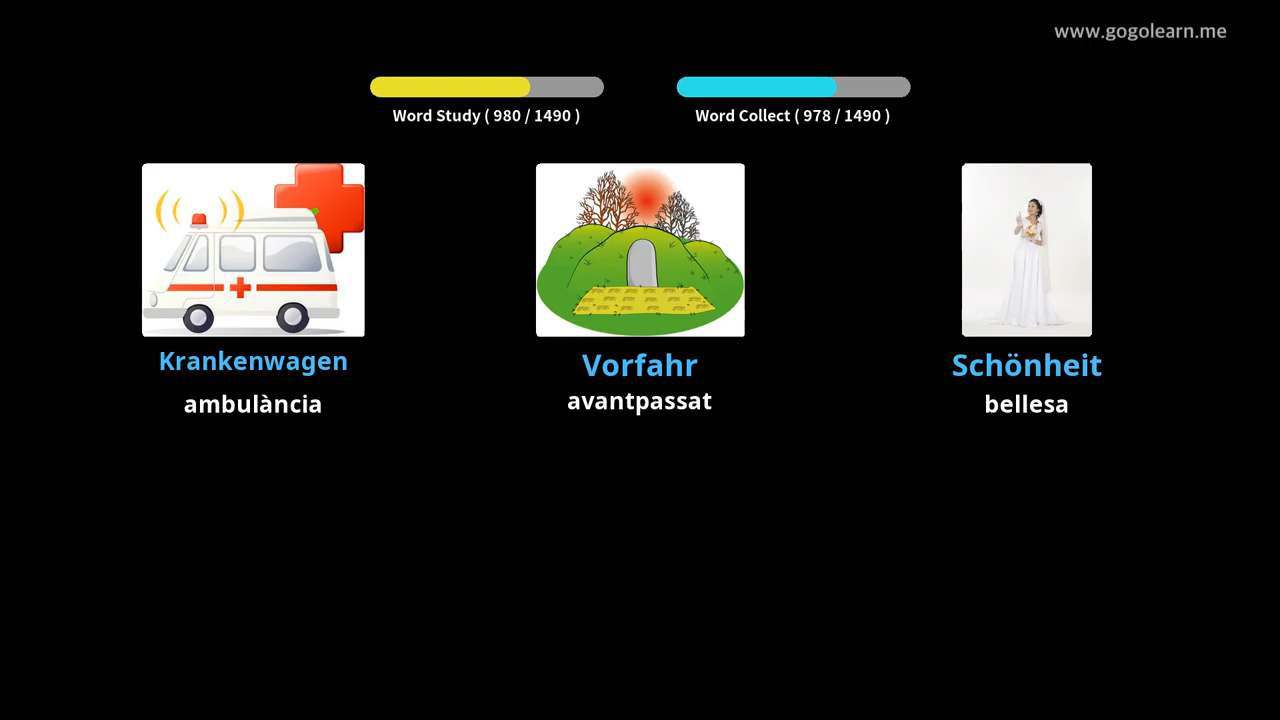 www.gogolearn.me
Word Study ( 980 / 1490 )
Word Collect ( 978 / 1490 )
Krankenwagen
ambulància
Vorfahr
avantpassat
Schönheit
bellesa